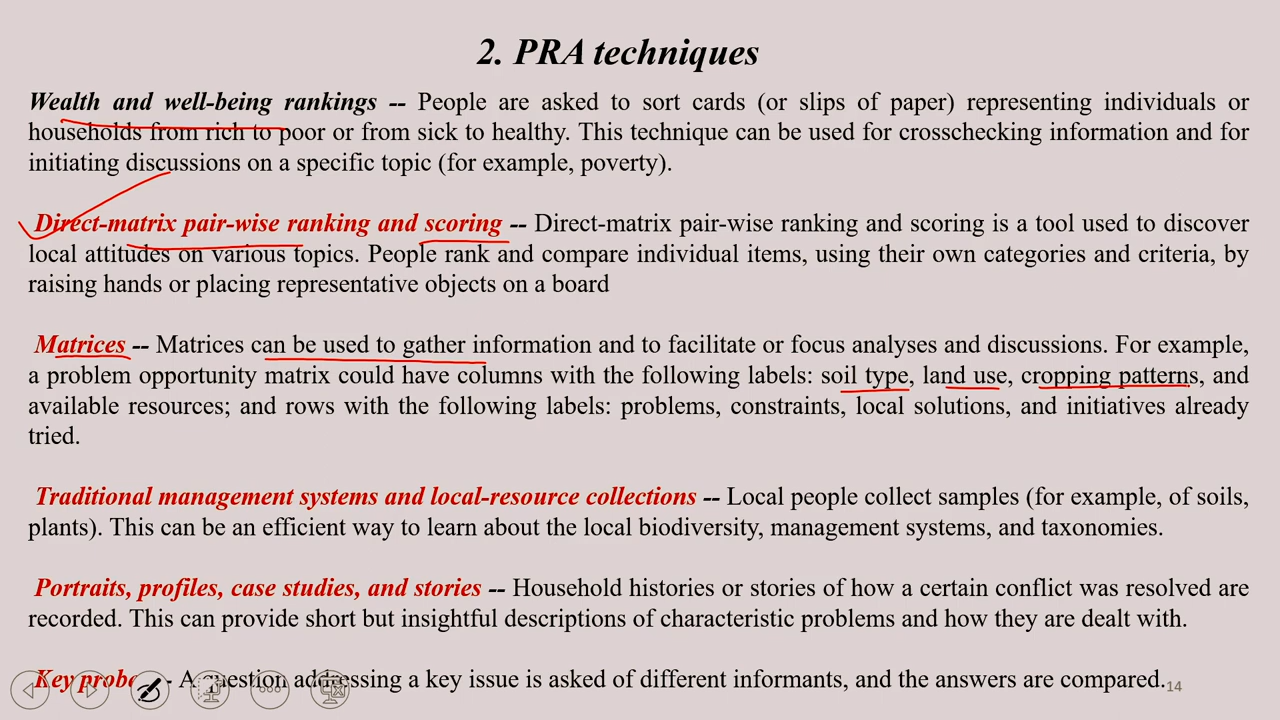 2. PRA techniques
Wealth and well-being rankings -- People are asked to sort cards (or slips of paper) representing individuals or
households from rich to poor or from sick to healthy. This technique can be used for crosschecking information and for
initiating discussions on a specific topic (for example, poverty).
Direct-matrix pair-wise ranking and scoring -- Direct-matrix pair-wise ranking and scoring is a tool used to discover
local attitudes on various topics. People rank and compare individual items, using their own categories and criteria, by
raising hands or placing representative objects on a board
Matrices -- Matrices can be used to gather information and to facilitate or focus analyses and discussions. For example,
a problem opportunity matrix could have columns with the following labels: soil type, land use, cropping patterns, and
available resources; and rows with the following labels: problems, constraints, local solutions, and initiatives already
tried.
Traditional management systems and local-resource collections -- Local people collect samples (for example, of soils,
plants). This can be an efficient way to learn about the local biodiversity, management systems, and taxonomies.
Portraits, profiles, case studies, and stories -- Household histories or stories of how a certain conflict was resolved are
recorded. This can provide short but insightful descriptions of characteristic problems and how they are dealt with.
Key probe - A question addressing a key issue is asked of different informants, and the answers are compared.
14